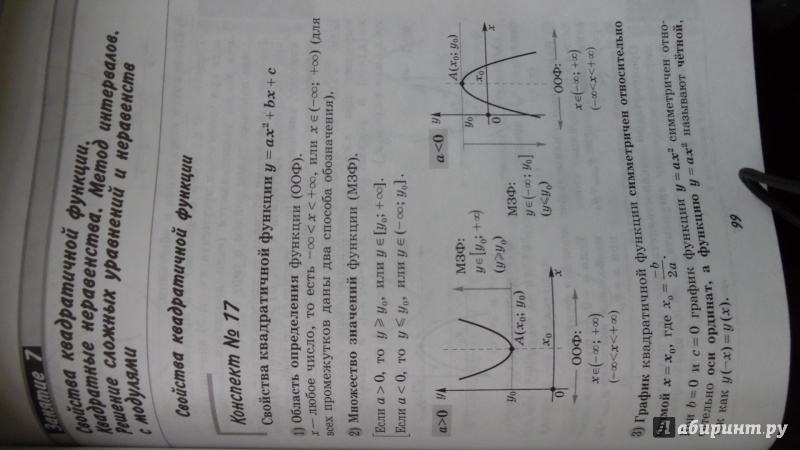 Занятие 7
Свойства квадратичной функции.
Квадратные неравенства. Метод интервалов.
Решение сложных уравнений и неравенств
с модулями
Свойства квадратичной функции
Конспект № 17
Свойства квадратичной функции y = ax² + bx + c
1) Область определения функции (ООФ).
x — любое число, то есть −∞ < x < +∞, или x ∈ (−∞; +∞) (для
всех промежутков даны два способа обозначения).
2) Множество значений функции (МЗФ).
[Если a > 0, то y ⩾ y₀, или y ∈ [y₀; +∞).
[Если a < 0, то y ⩽ y₀, или y ∈ (−∞; y₀].
a>0
y
МЗФ:
y∈[y₀; +∞)
(y⩾y₀)
y₀
A(x₀; y₀)
x₀
0
x
ООФ:
x∈(−∞; +∞)
(−∞<x<+∞)
a<0
y
A(x₀; y₀)
y₀
x₀
0
x
МЗФ:
y∈(−∞; y₀]
(y⩽y₀)
ООФ:
x∈(−∞; +∞)
(−∞<x<+∞)
3) График квадратичной функции симметричен относительно
мой x = x₀, где x₀ = −b/2a.
и b = 0 и c = 0 график функции y = ax² симметричен отно-
тельно оси ординат, а функцию y = ax² называют чётной,
к как y(−x) = y(x).
99
абиринт.ру